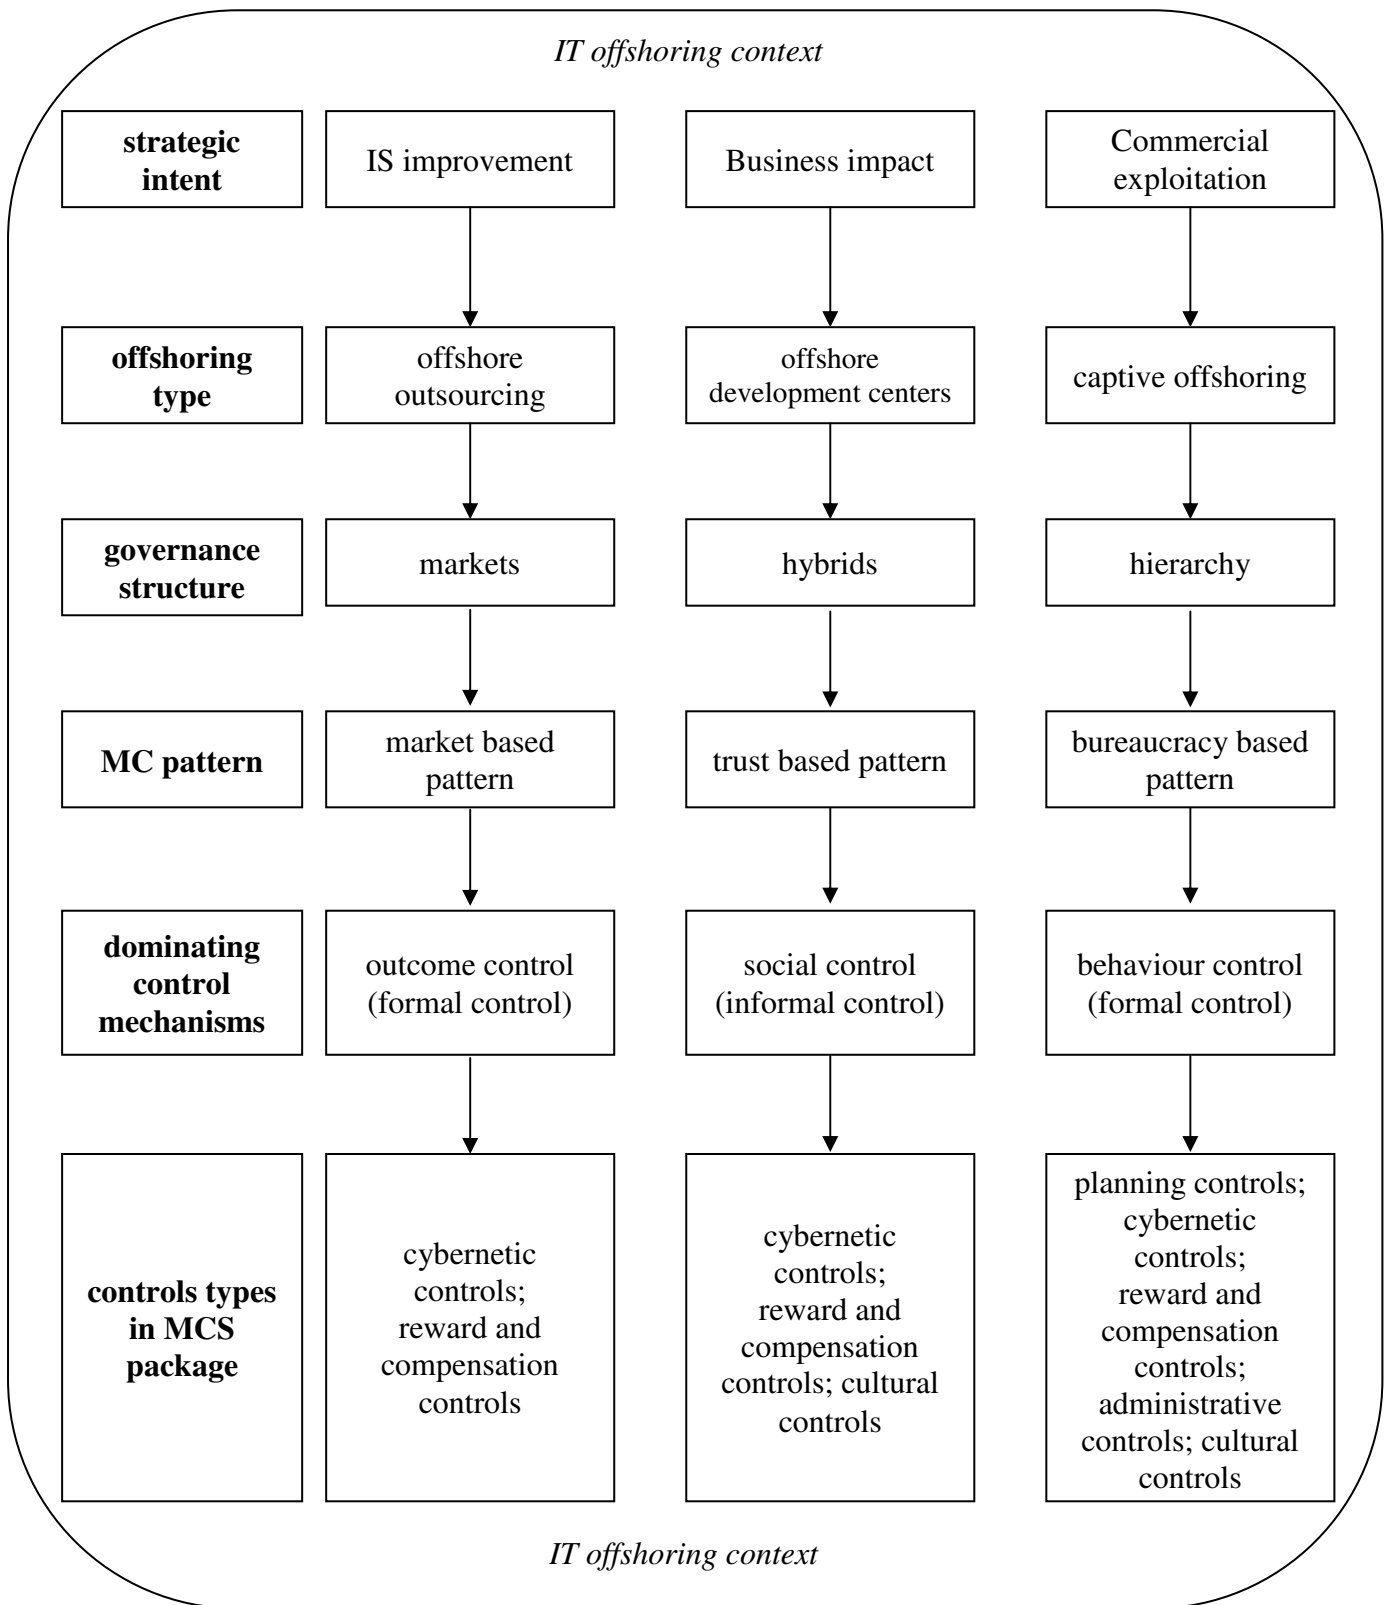 IT offshoring context
strategic
intent
IS improvement
Business impact
Commercial
exploitation
offshoring
type
offshore
outsourcing
offshore
development centers
captive offshoring
governance
structure
markets
hybrids
hierarchy
MC pattern
market based
pattern
trust based pattern
bureaucracy based
pattern
dominating
control
mechanisms
outcome control
(formal control)
social control
(informal control)
behaviour control
(formal control)
controls types
in MCS
package
cybernetic
controls;
reward and
compensation
controls
cybernetic
controls;
reward and
compensation
controls; cultural
controls
planning controls;
cybernetic
controls;
reward and
compensation
controls;
administrative
controls; cultural
controls
IT offshoring context